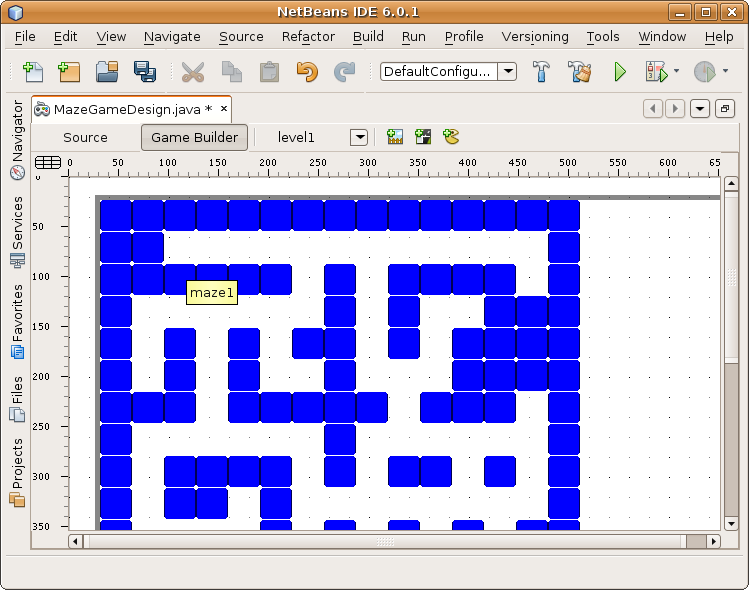 NetBeans IDE 6.0.1
File Edit View Navigate Source Refactor Build Run Profile Versioning Tools Window Help
DefaultConfigu...
MazeGameDesign.java *
Source Game Builder level1
0 50 100 150 200 250 300 350 400 450 500 550 600 65
0
50
100
150
200
250
300
350
maze1
Navigator
Services
Favorites
Files
Projects